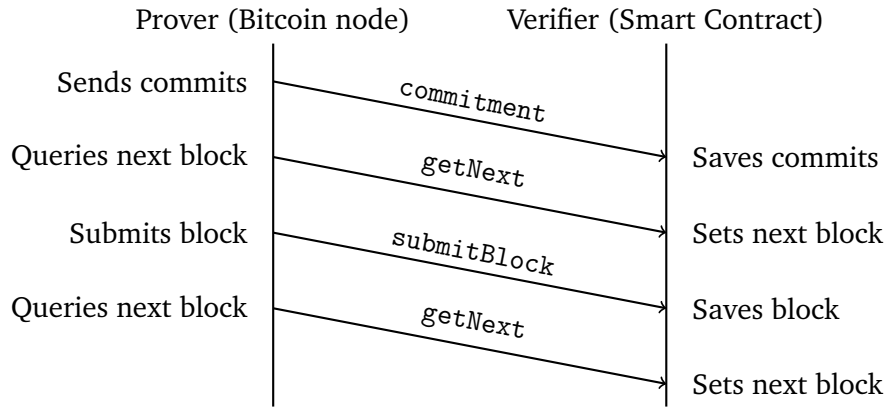 Prover (Bitcoin node) Verifier (Smart Contract)
Sends commits
commitment
Queries next block
Saves commits
getNext
Submits block
Sets next block
submitBlock
Queries next block
Saves block
getNext
Sets next block